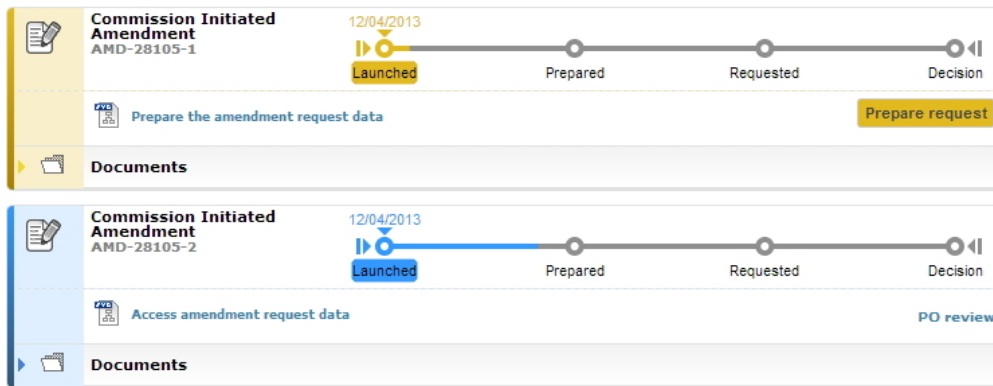 Commission Initiated
Amendment
AMD-28105-1
12/04/2013
Launched Prepared Requested Decision
Prepare the amendment request data
Prepare request
Documents
Commission Initiated
Amendment
AMD-28105-2
12/04/2013
Launched Prepared Requested Decision
Access amendment request data
PO review
Documents